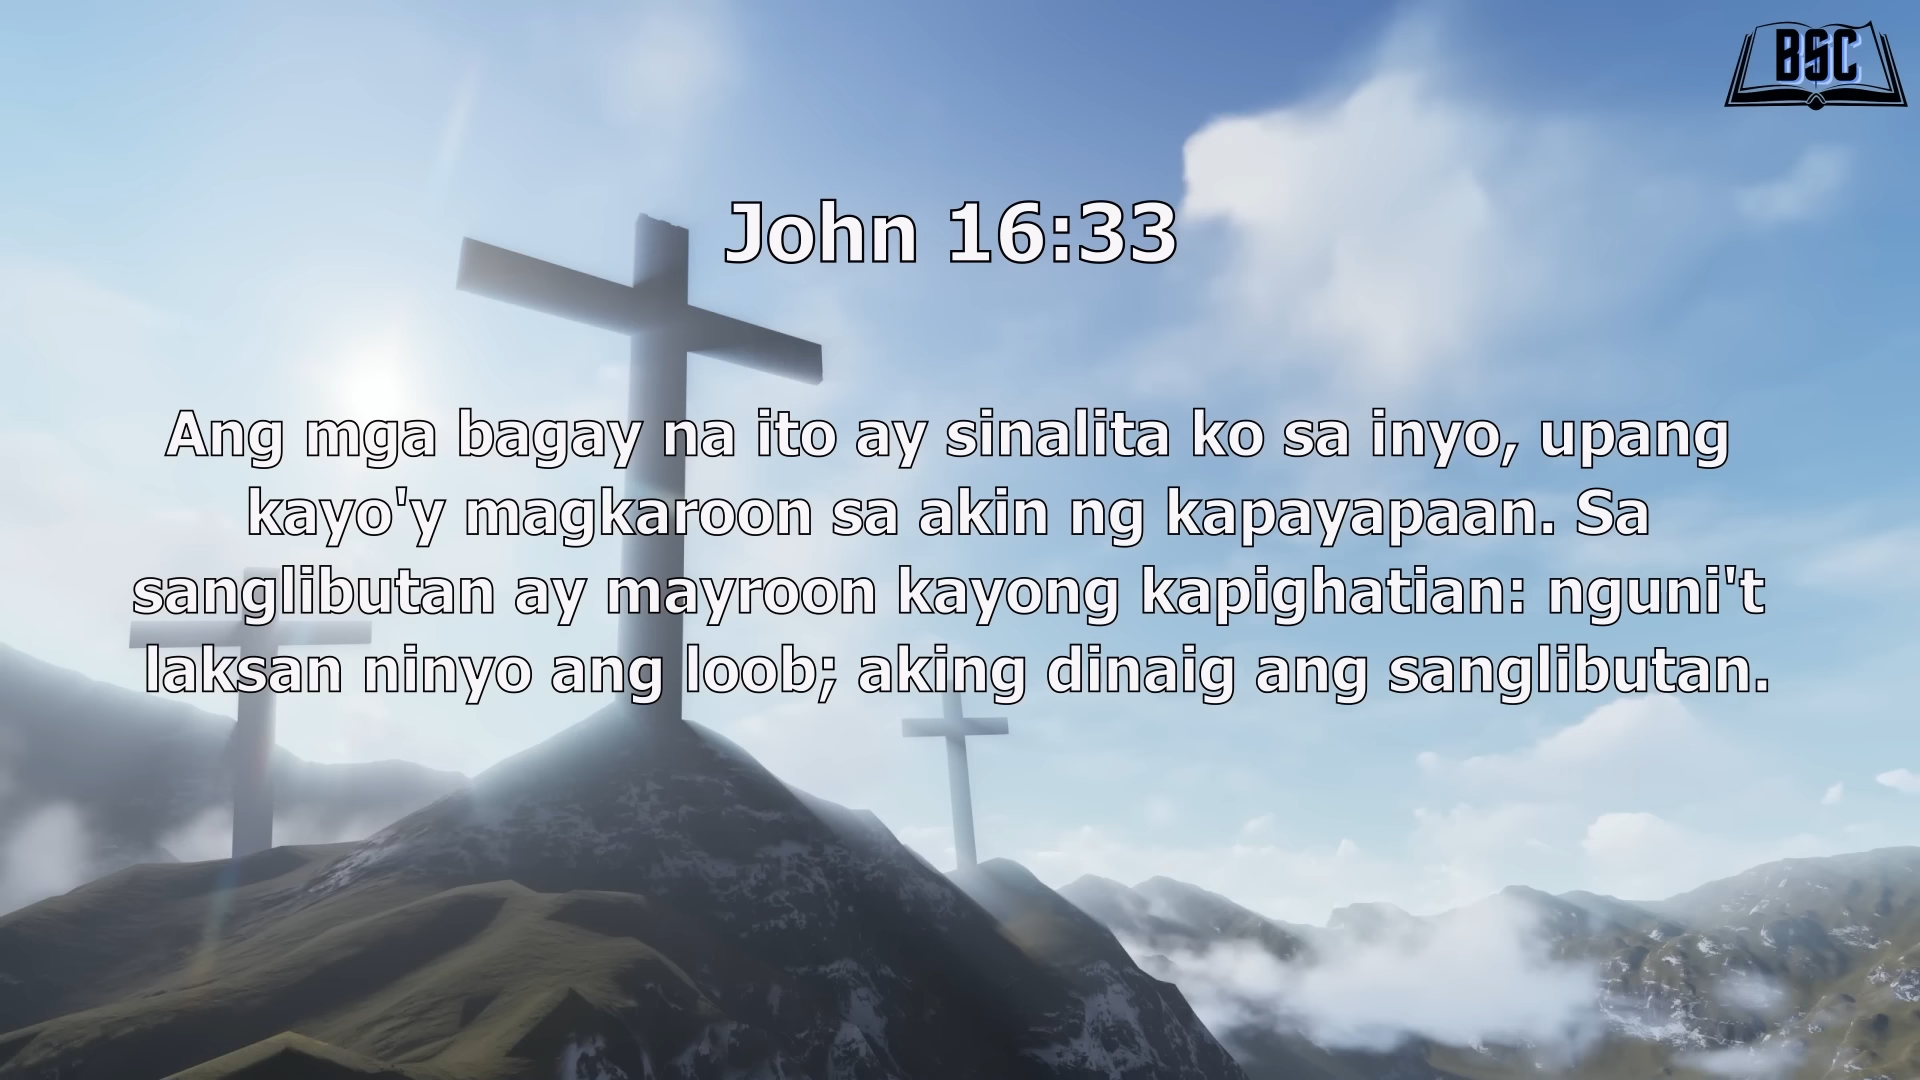 BSC
John 16:33
Ang mga bagay na ito ay sinalita ko sa inyo, upang
kayo'y magkaroon sa akin ng kapayapaan. Sa
sanglibutan ay mayroon kayong kapighatian: nguni't
laksan ninyo ang loob; aking dinaig ang sanglibutan.